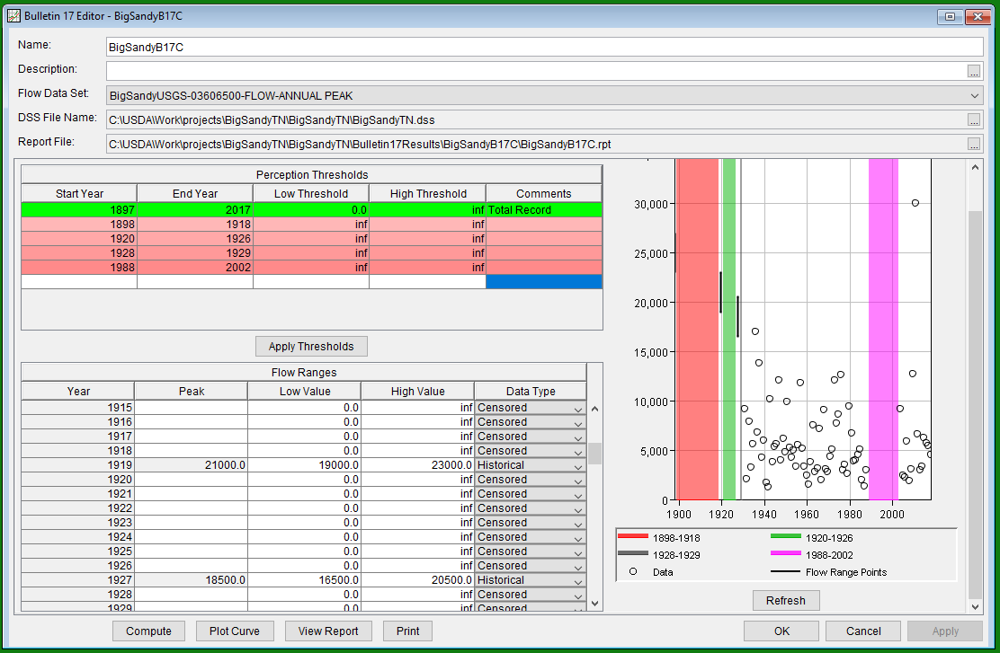 Bulletin 17 Editor - BigSandyB17C
Name: BigSandyB17C
Description: ...
Flow Data Set: BigSandyUSGS-03606500-FLOW-ANNUAL PEAK
DSS File Name: C:\USDA\Work\projects\BigSandyTN\BigSandyTN\BigSandyTN.dss ...
Report File: C:\USDA\Work\projects\BigSandyTN\BigSandyTN\Bulletin17Results\BigSandyB17C\BigSandyB17C.rpt ...
Perception Thresholds
Start Year End Year Low Threshold High Threshold Comments
1897 2017 0.0 inf Total Record
1898 1918 inf inf
1920 1926 inf inf
1928 1929 inf inf
1988 2002 inf inf
Apply Thresholds
Flow Ranges
Year Peak Low Value High Value Data Type
1915 0.0 inf Censored
1916 0.0 inf Censored
1917 0.0 inf Censored
1918 0.0 inf Censored
1919 21000.0 19000.0 23000.0 Historical
1920 0.0 inf Censored
1921 0.0 inf Censored
1922 0.0 inf Censored
1923 0.0 inf Censored
1924 0.0 inf Censored
1925 0.0 inf Censored
1926 0.0 inf Censored
1927 18500.0 16500.0 20500.0 Historical
1928 0.0 inf Censored
1929 0.0 inf Censored
30,000
25,000
20,000
15,000
10,000
5,000
0
1900 1920 1940 1960 1980 2000
1898-1918 1920-1926
1928-1929 1988-2002
Data Flow Range Points
Refresh
Compute Plot Curve View Report Print OK Cancel Apply